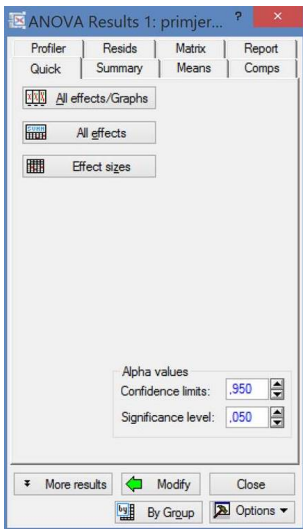 ANOVA Results 1: primjer... ? ×
Profiler Resids Matrix Report
Quick Summary Means Comps
All effects/Graphs
All effects
Effect sizes
Alpha values
Confidence limits: ,950
Significance level: ,050
More results Modify Close
By Group Options